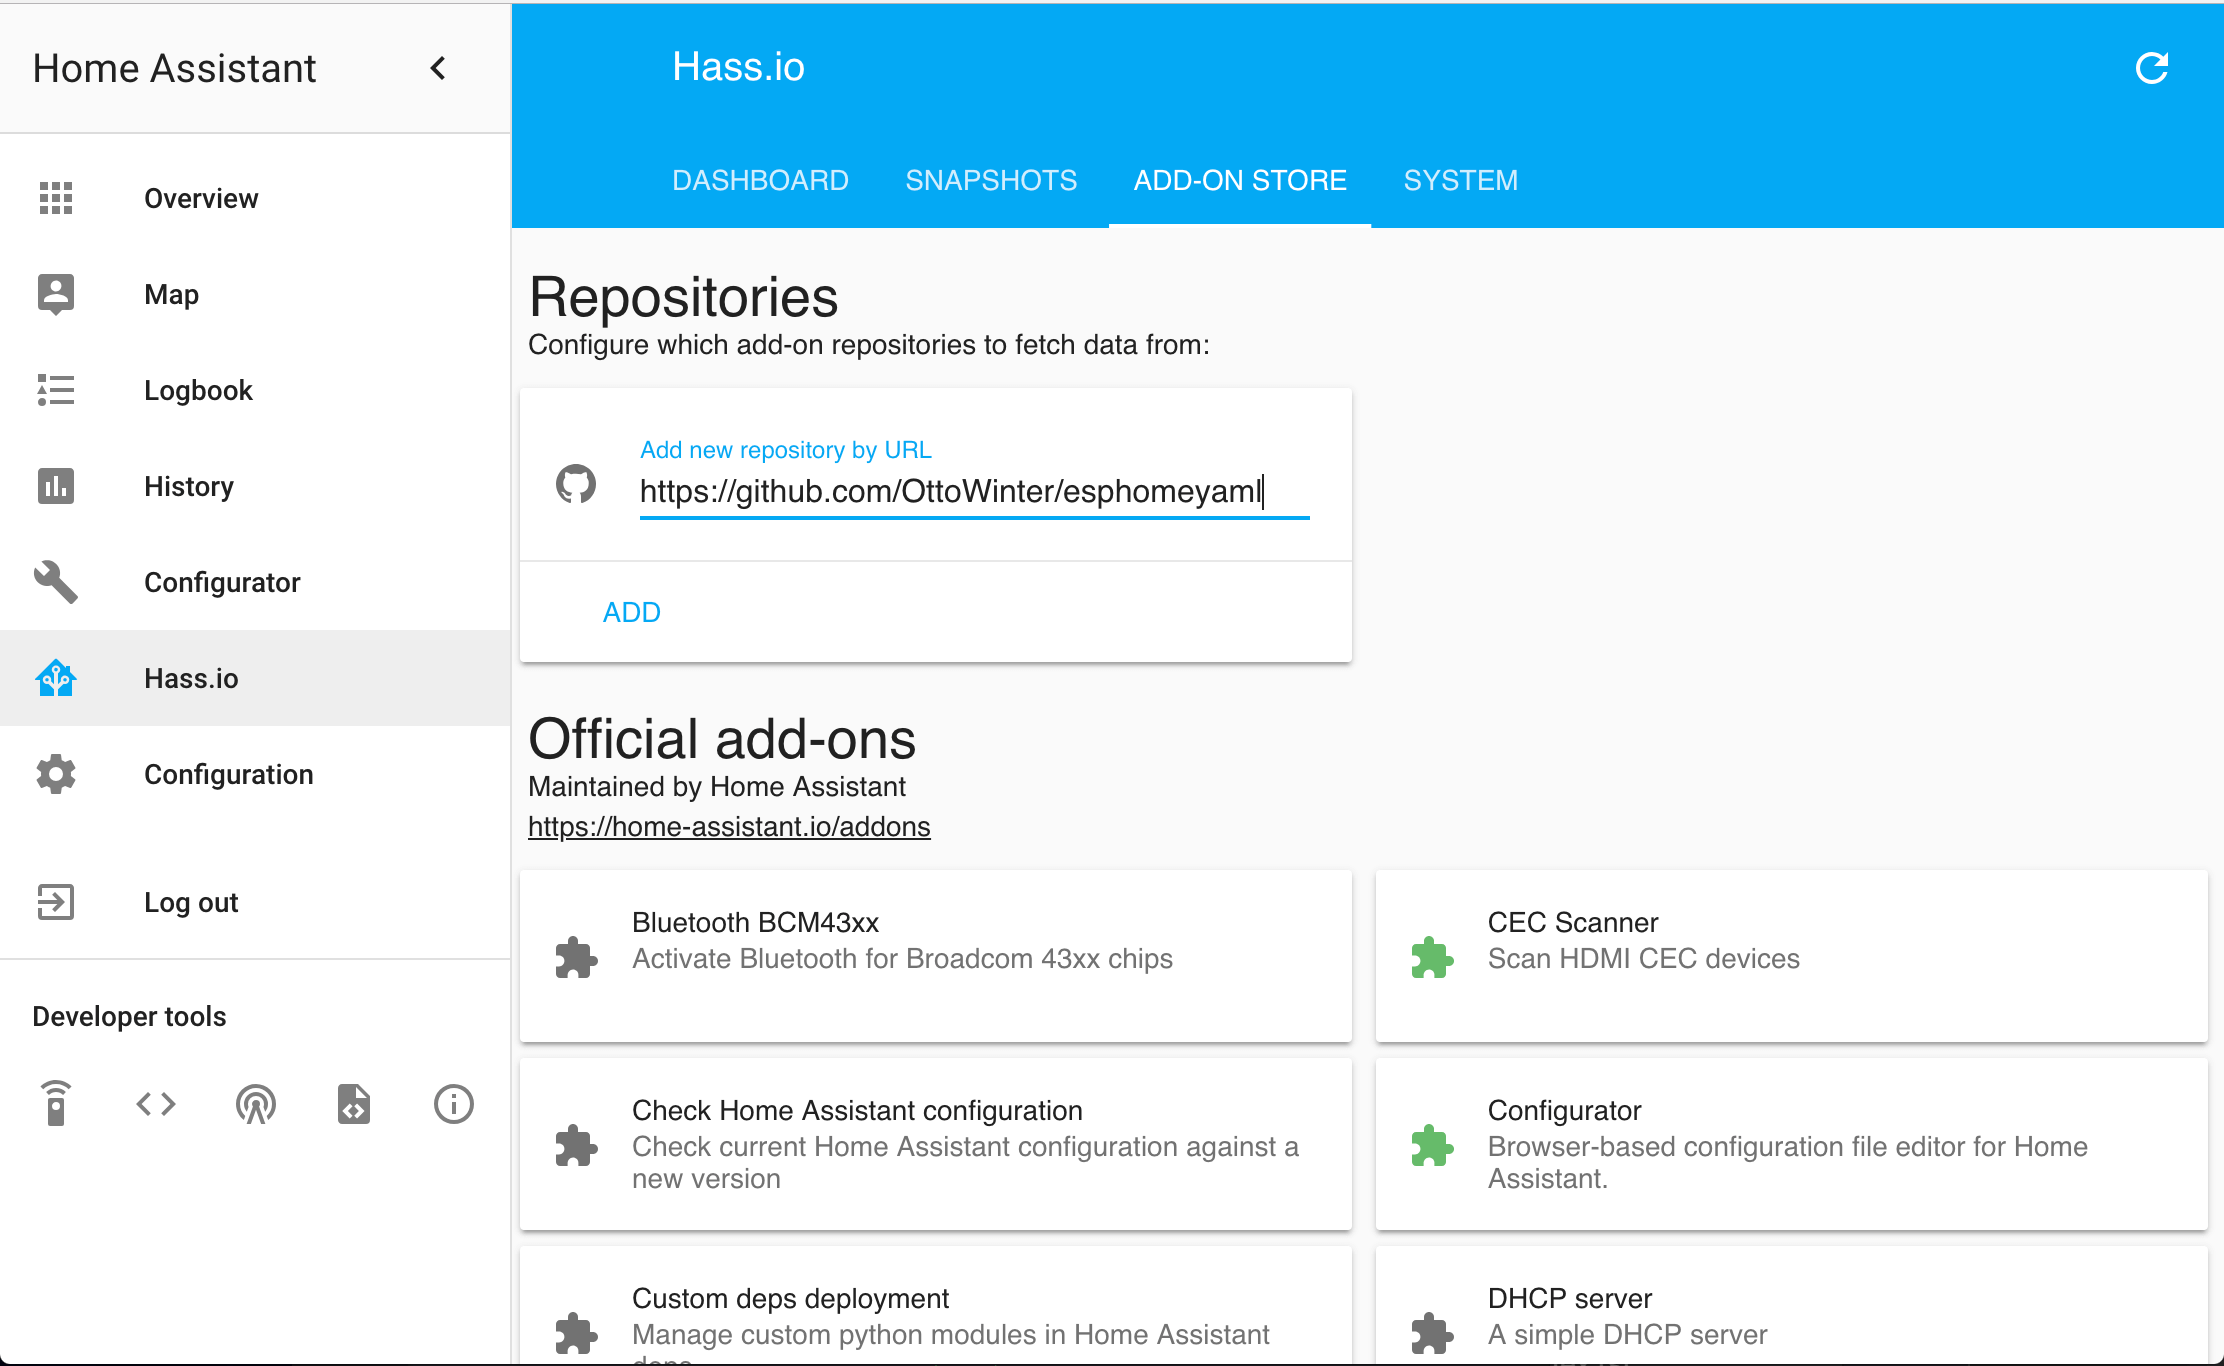 Home Assistant
Overview
Map
Logbook
History
Configurator
Hass.io
Configuration
Log out
Developer tools
Hass.io
DASHBOARD
SNAPSHOTS
ADD-ON STORE
SYSTEM
Repositories
Configure which add-on repositories to fetch data from:
Add new repository by URL
https://github.com/OttoWinter/esphomeyaml
ADD
Official add-ons
Maintained by Home Assistant
https://home-assistant.io/addons
Bluetooth BCM43xx
Activate Bluetooth for Broadcom 43xx chips
CEC Scanner
Scan HDMI CEC devices
Check Home Assistant configuration
Check current Home Assistant configuration against a
new version
Configurator
Browser-based configuration file editor for Home
Assistant.
Custom deps deployment
Manage custom python modules in Home Assistant
DHCP server
A simple DHCP server